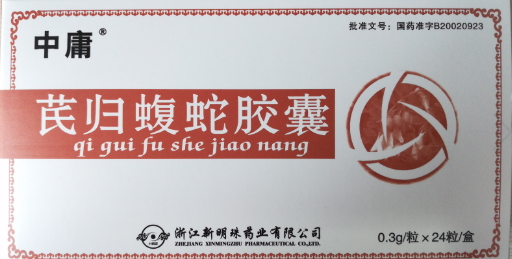 批准文号:国药准字B20020923
中庸®
芪归蝮蛇胶囊
qi gui fu she jiao nang
浙江新明珠药业有限公司
ZHEJIANG XINMINGZHU PHARMACEUTICAL CO.,LTD.
0.3g/粒×24粒/盒